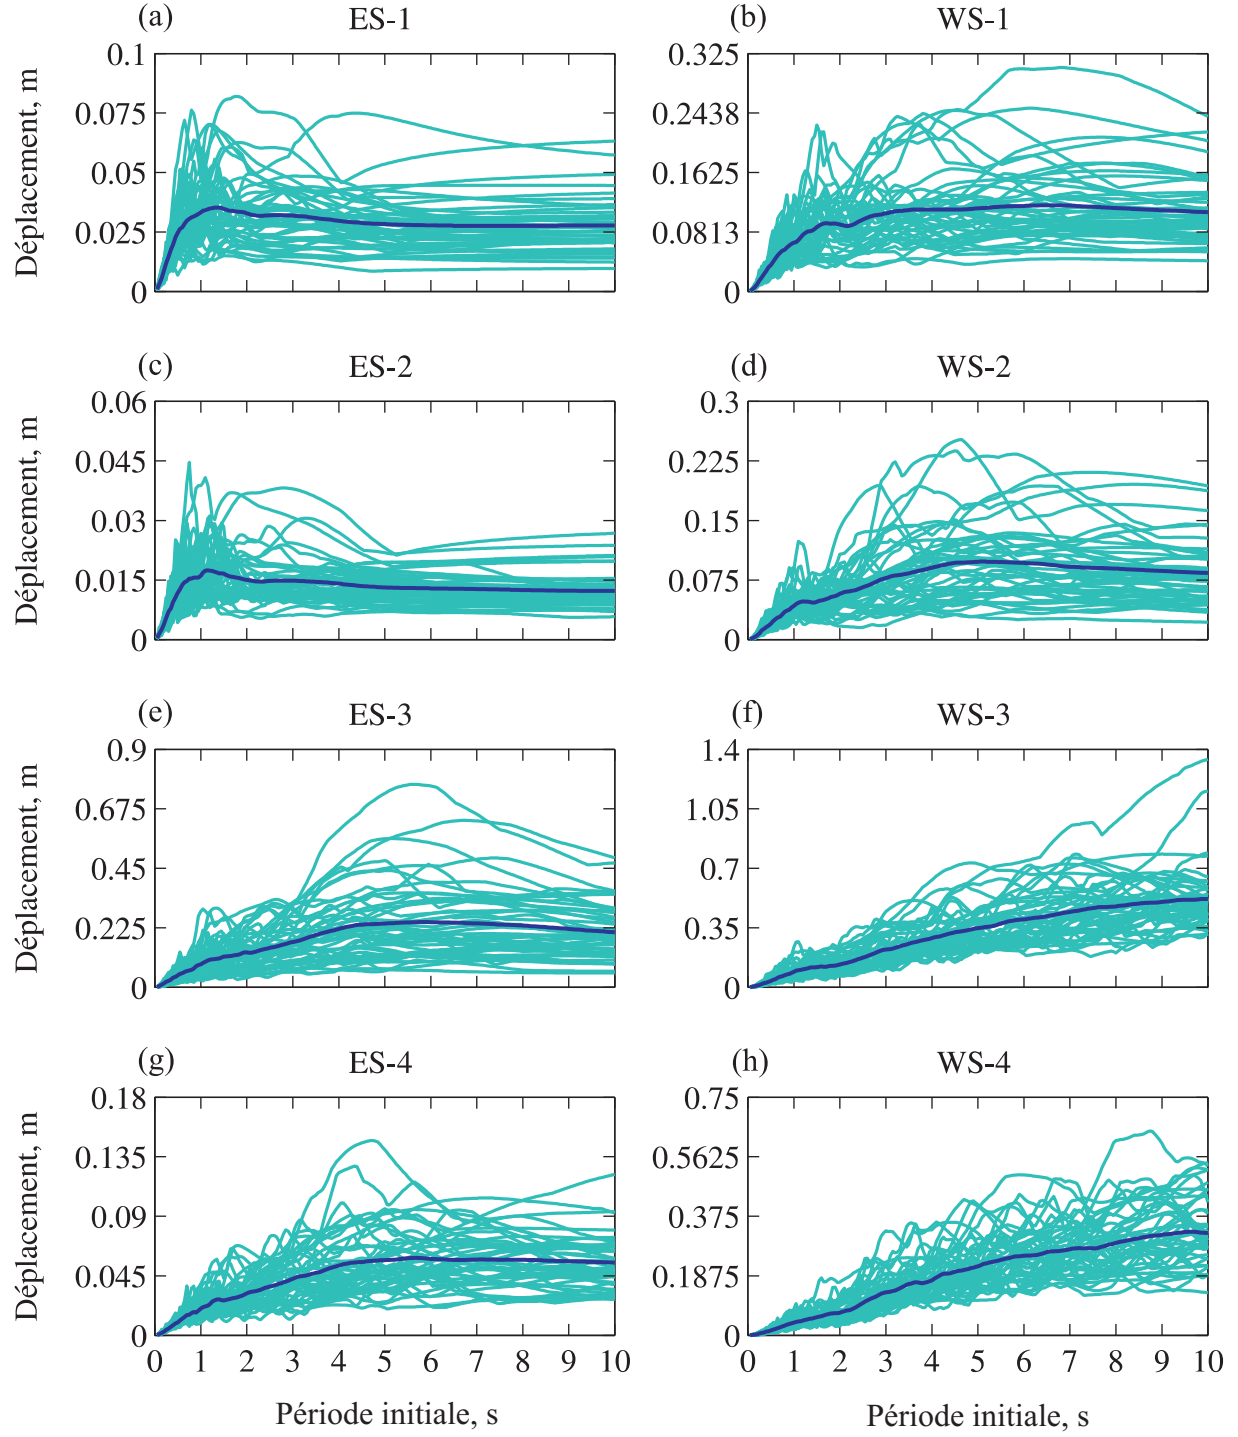 (a) ES-1
Déplacement, m
0.1
0.075
0.05
0.025
0
(b) WS-1
0.325
0.2438
0.1625
0.0813
0
(c) ES-2
Déplacement, m
0.06
0.045
0.03
0.015
0
(d) WS-2
0.3
0.225
0.15
0.075
0
(e) ES-3
Déplacement, m
0.9
0.675
0.45
0.225
0
(f) WS-3
1.4
1.05
0.7
0.35
0
(g) ES-4
Déplacement, m
0.18
0.135
0.09
0.045
0
0 1 2 3 4 5 6 7 8 9 10
Période initiale, s
(h) WS-4
0.75
0.5625
0.375
0.1875
0
0 1 2 3 4 5 6 7 8 9 10
Période initiale, s